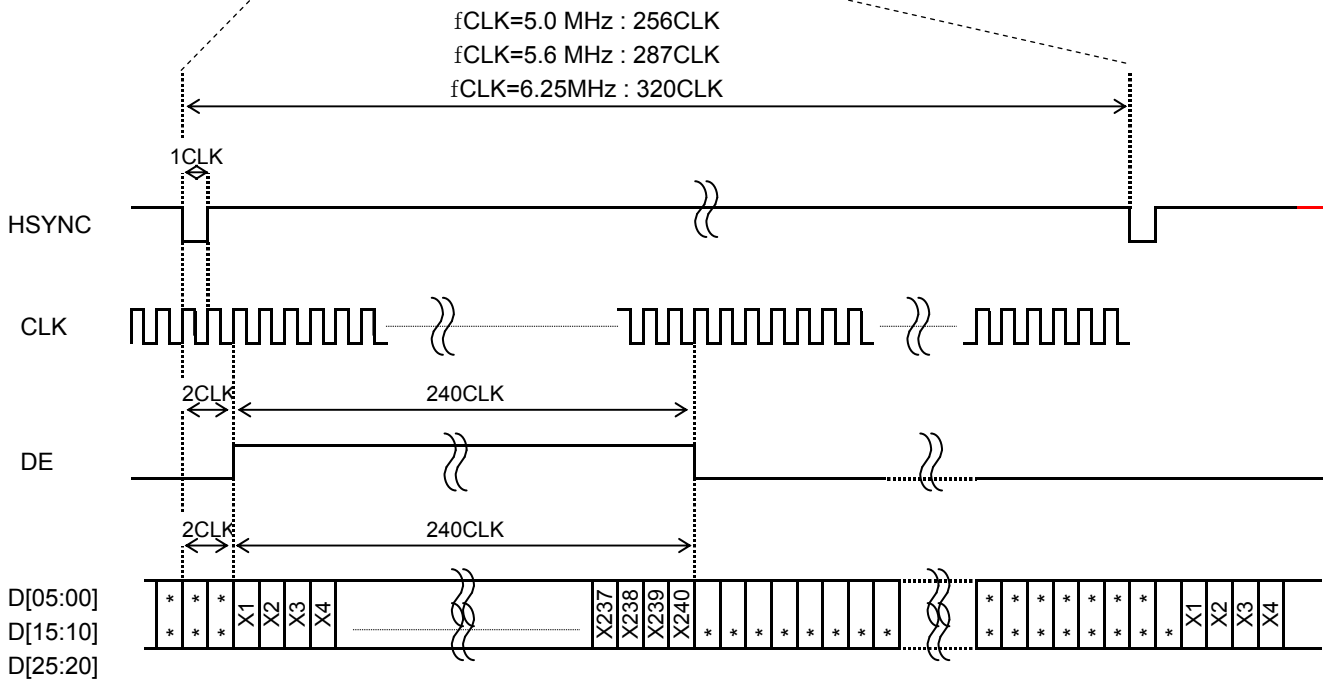 fCLK=5.0 MHz : 256CLK
fCLK=5.6 MHz : 287CLK
fCLK=6.25MHz : 320CLK
1CLK
HSYNC
CLK
2CLK 240CLK
DE
2CLK 240CLK
D[05:00]
D[15:10]
D[25:20]
* * * X1 X2 X3 X4 X237 X238 X239 X240 * * * * * * * * X1 X2 X3 X4
* * * * * * * * * * * * * * * * * * *